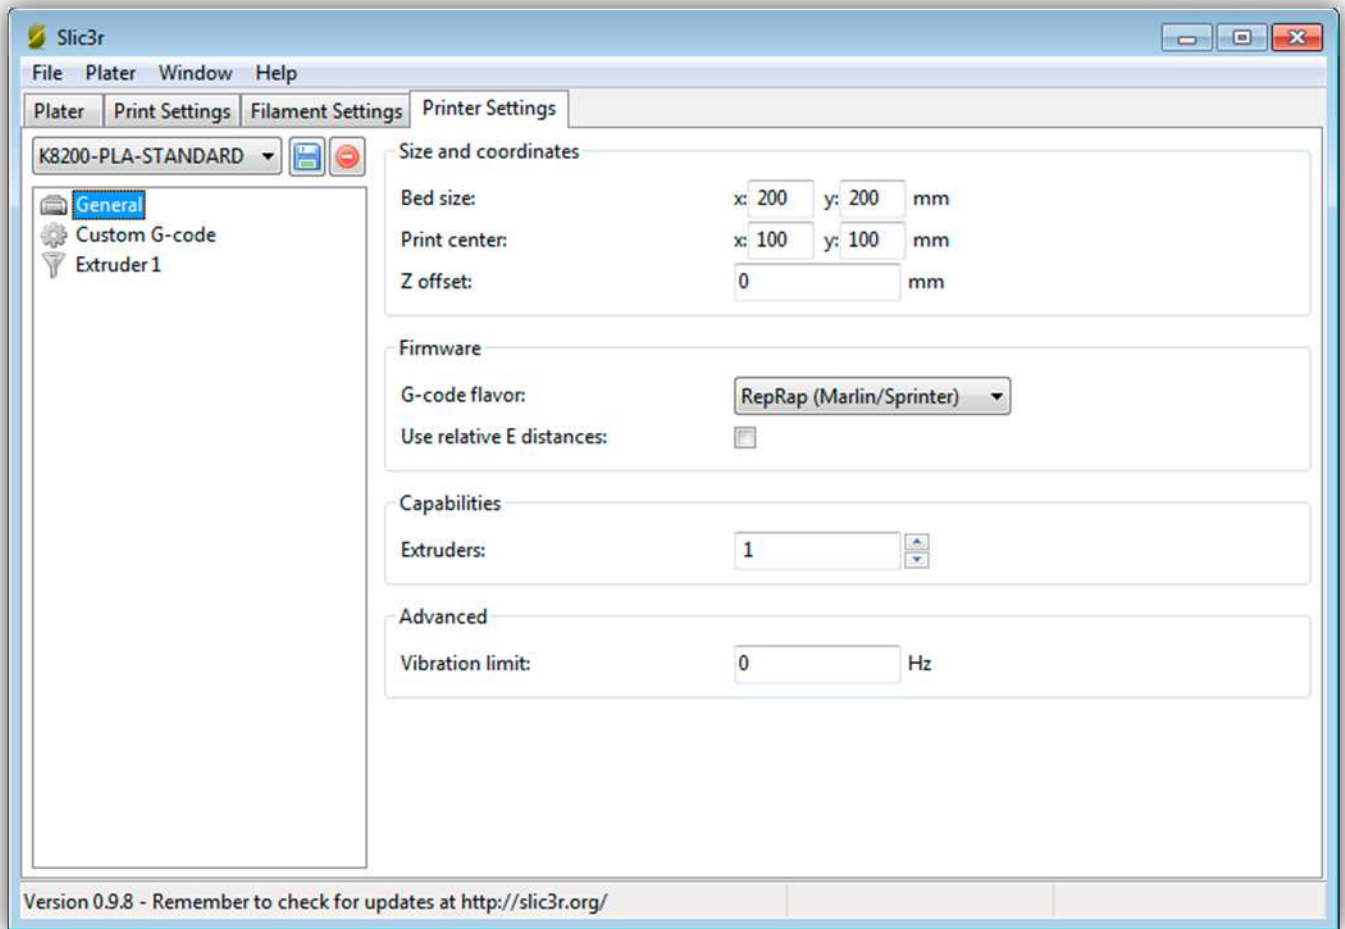 Slic3r
File Plater Window Help
Plater Print Settings Filament Settings Printer Settings
K8200-PLA-STANDARD
General
Custom G-code
Extruder 1
Size and coordinates
Bed size: x: 200 y: 200 mm
Print center: x: 100 y: 100 mm
Z offset: 0 mm
Firmware
G-code flavor: RepRap (Marlin/Sprinter)
Use relative E distances:
Capabilities
Extruders: 1
Advanced
Vibration limit: 0 Hz
Version 0.9.8 - Remember to check for updates at http://slic3r.org/